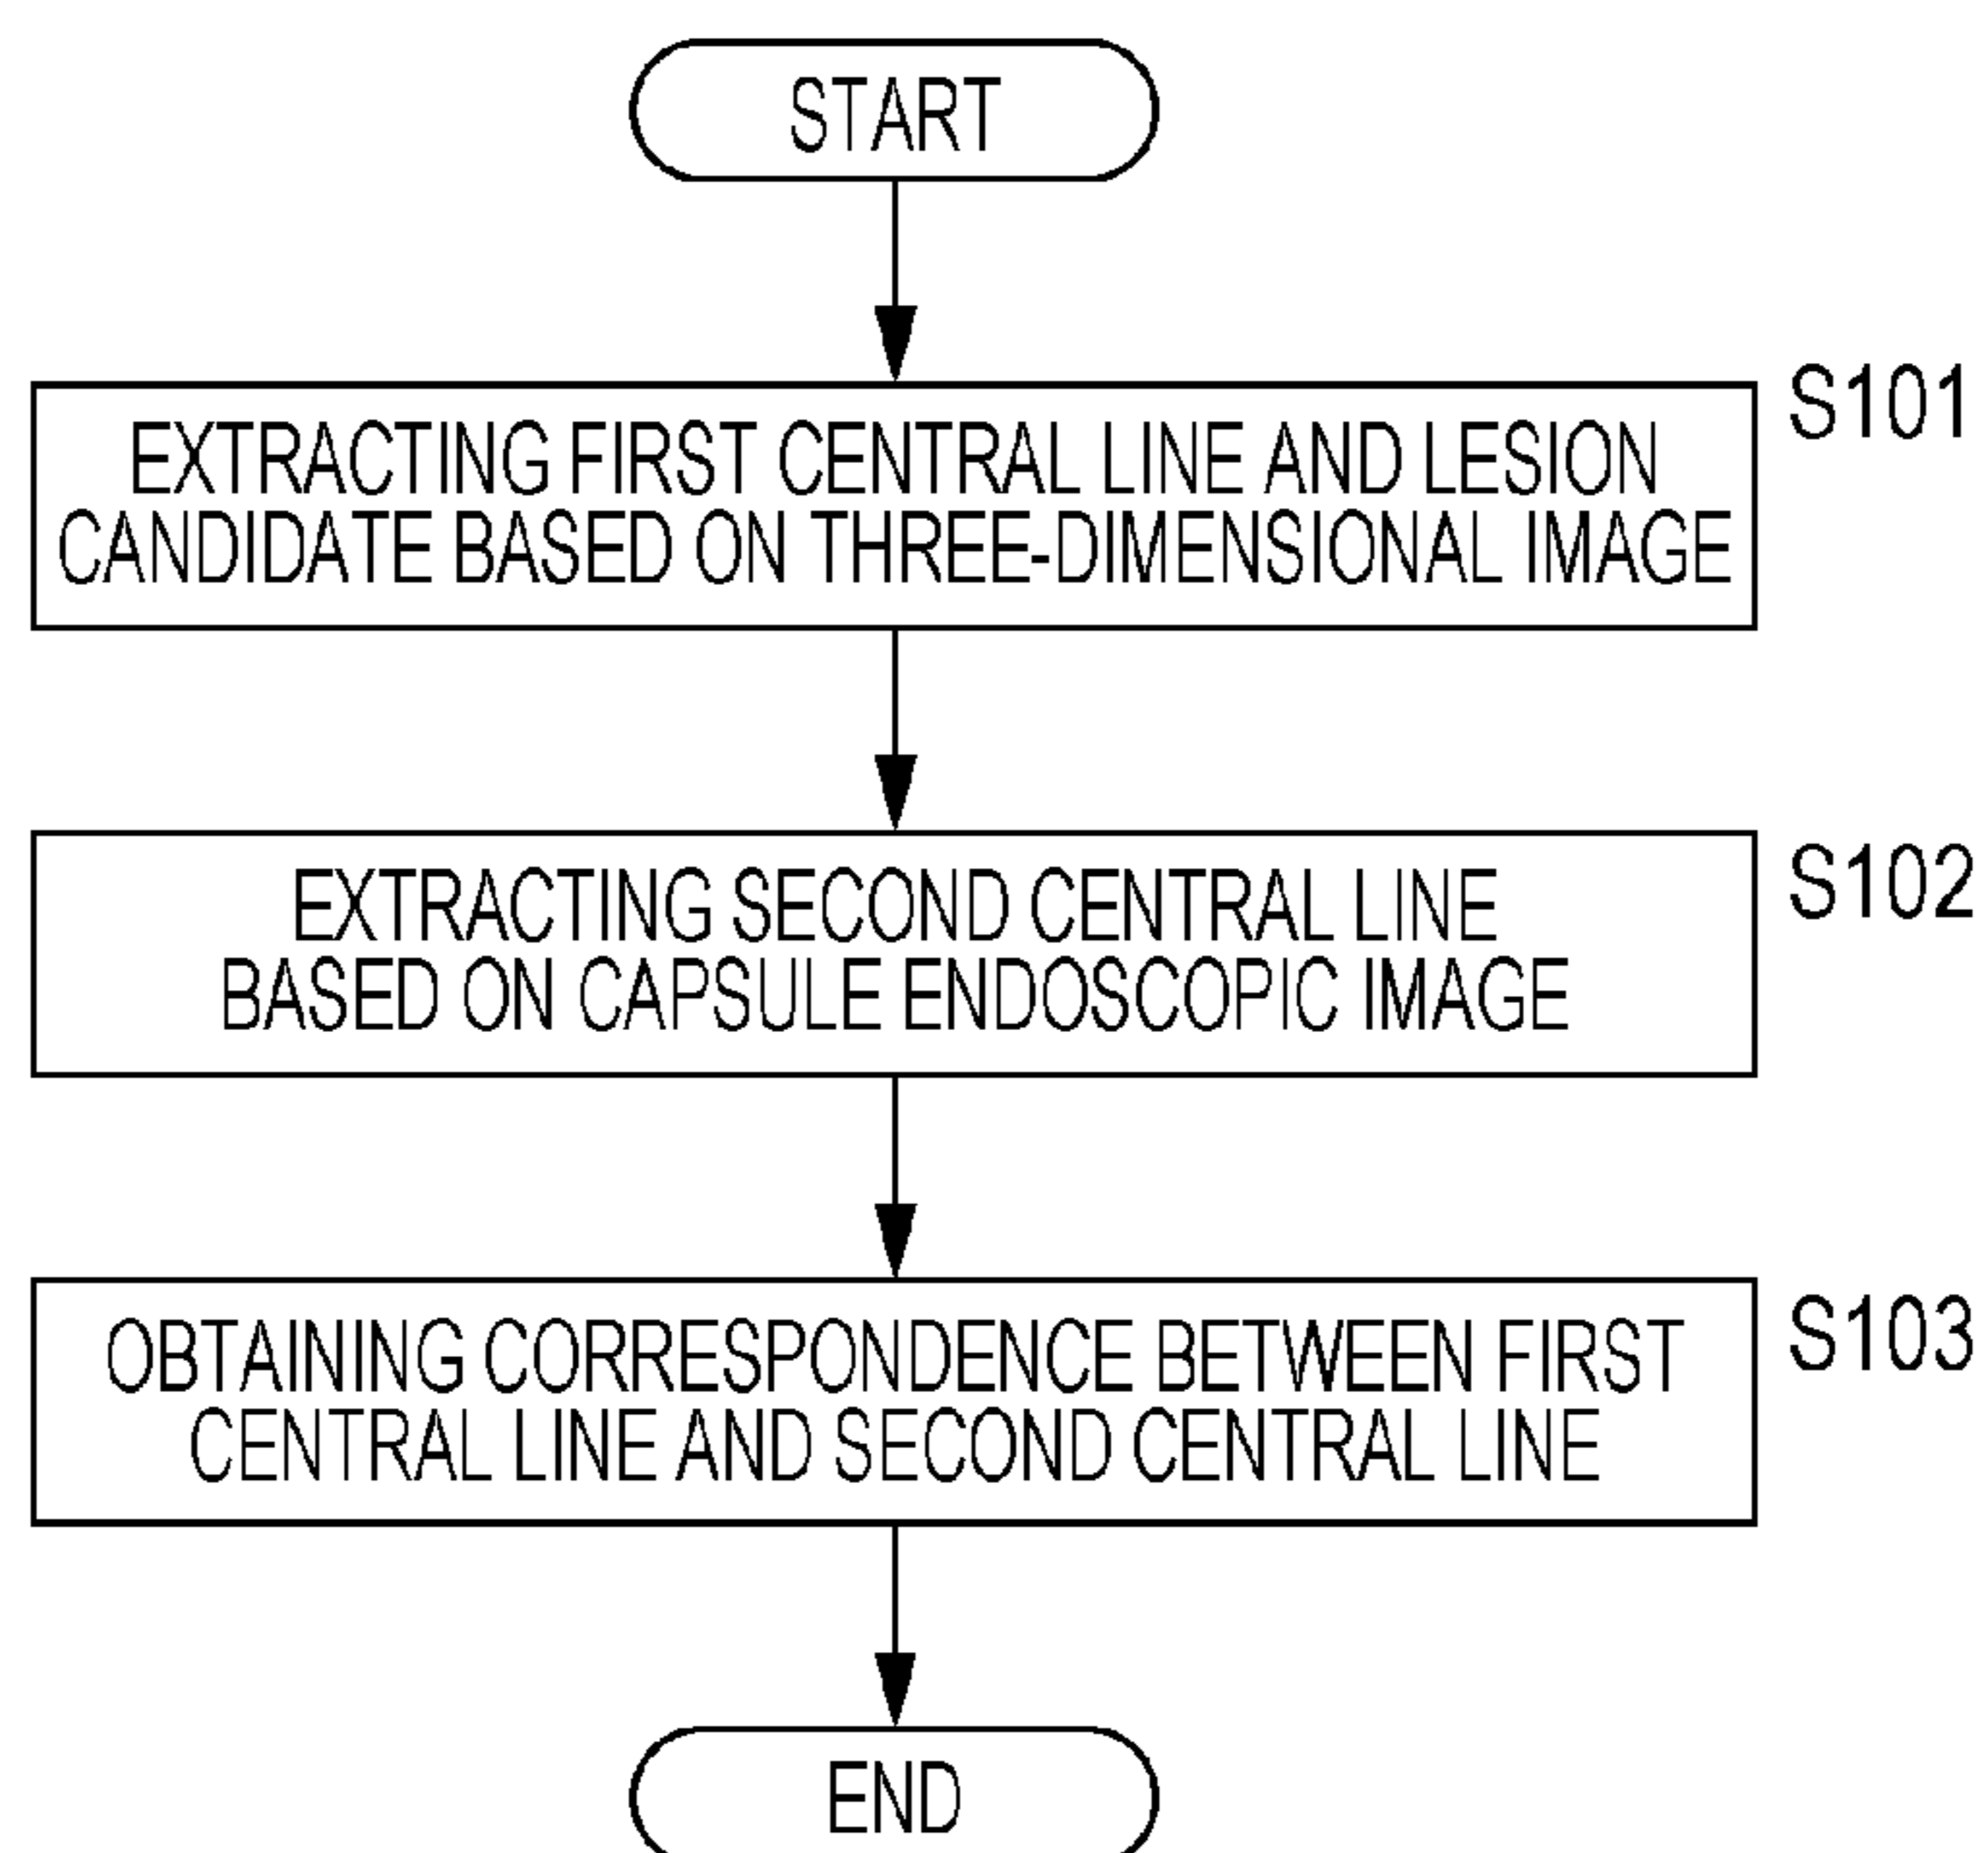 START
S101
EXTRACTING FIRST CENTRAL LINE AND LESION
CANDIDATE BASED ON THREE-DIMENSIONAL IMAGE
S102
EXTRACTING SECOND CENTRAL LINE
BASED ON CAPSULE ENDOSCOPIC IMAGE
S103
OBTAINING CORRESPONDENCE BETWEEN FIRST
CENTRAL LINE AND SECOND CENTRAL LINE
END